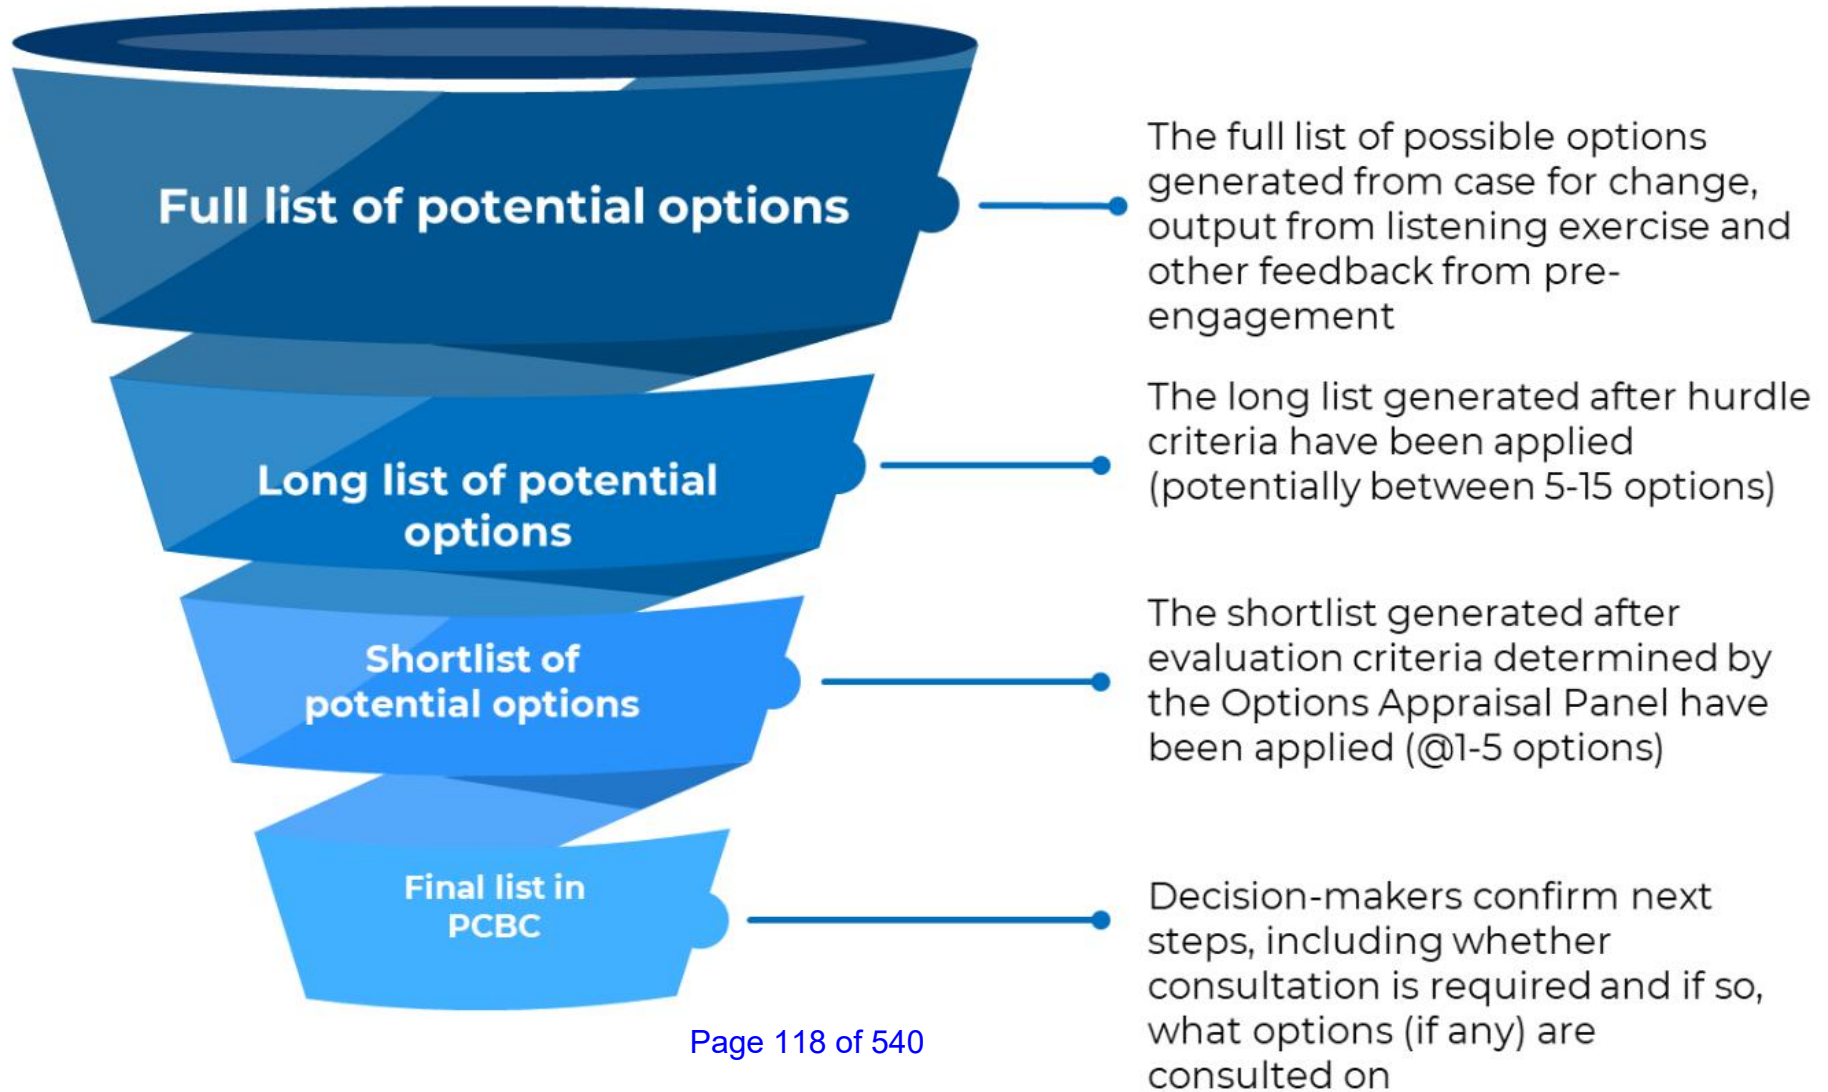 Full list of potential options
The full list of possible options
generated from case for change,
output from listening exercise and
other feedback from pre-
engagement
Long list of potential
options
The long list generated after hurdle
criteria have been applied
(potentially between 5-15 options)
Shortlist of
potential options
The shortlist generated after
evaluation criteria determined by
the Options Appraisal Panel have
been applied (@1-5 options)
Final list in
PCBC
Decision-makers confirm next
steps, including whether
consultation is required and if so,
what options (if any) are
consulted on
Page 118 of 540